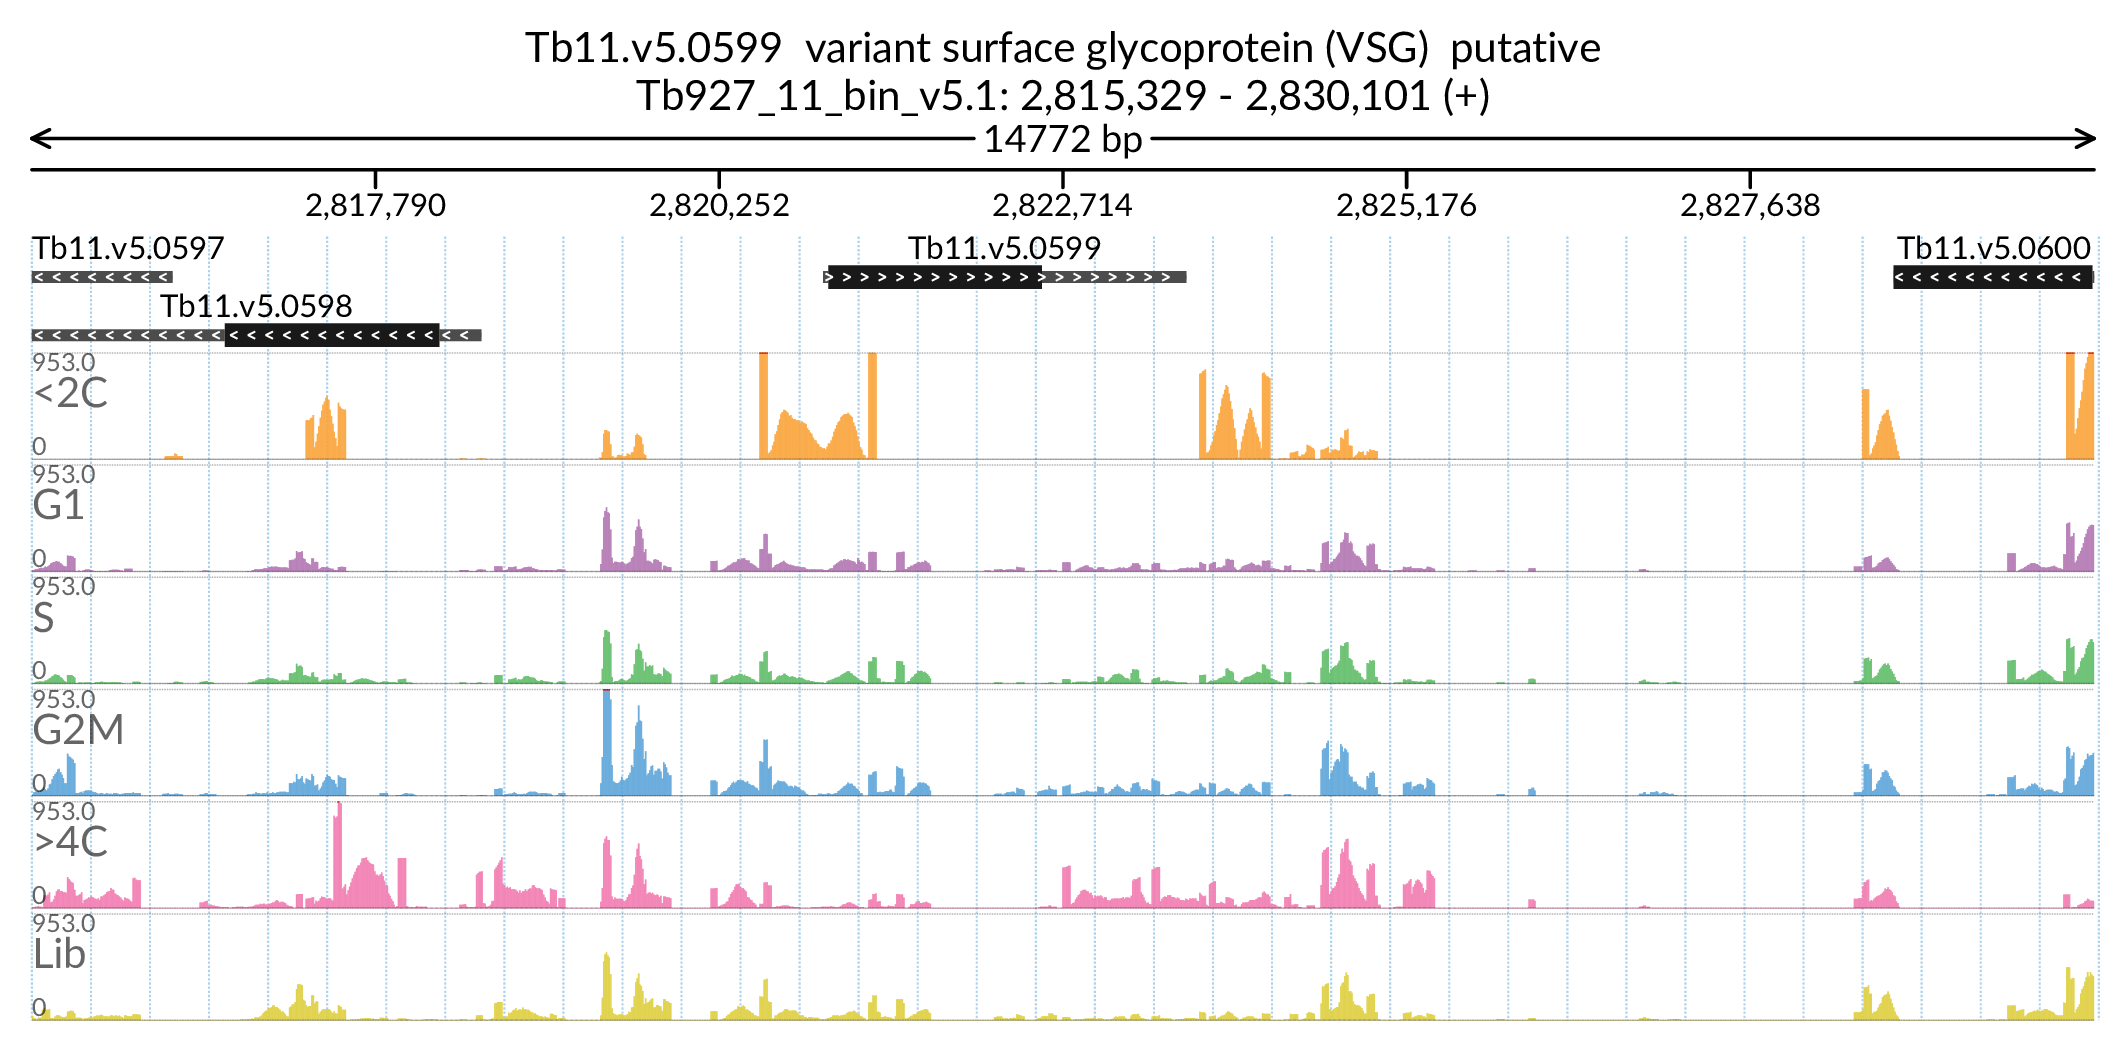 Tb11.v5.0599 variant surface glycoprotein (VSG) putative
Tb927_11_bin_v5.1: 2,815,329 - 2,830,101 (+)
14772 bp
2,817,790 2,820,252 2,822,714 2,825,176 2,827,638
Tb11.v5.0597 Tb11.v5.0599 Tb11.v5.0600
Tb11.v5.0598
953.0
<2C
0
953.0
G1
0
953.0
S
0
953.0
G2M
0
953.0
>4C
0
953.0
Lib
0